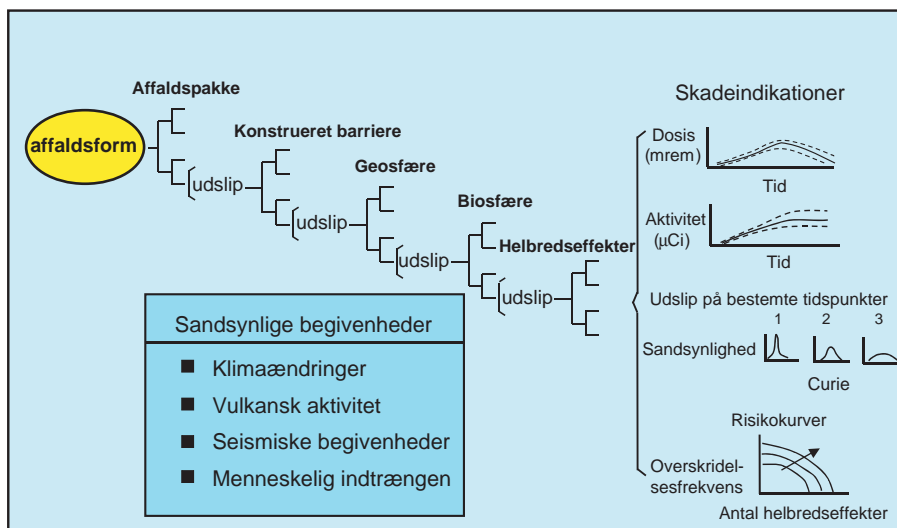 Affaldspakke
affaldsform
Konstrueret barriere
udslip
Geosfære
udslip
Biosfære
udslip
Helbredseffekter
udslip
Sandsynlige begivenheder
Klimaændringer
Vulkansk aktivitet
Seismiske begivenheder
Menneskelig indtrængen
Skadeindikationer
Dosis
(mrem)
Tid
Aktivitet
(µCi)
Tid
Udslip på bestemte tidspunkter
1 2 3
Sandsynlighed
Curie
Risikokurver
Overskridel-
sesfrekvens
Antal helbredseffekter